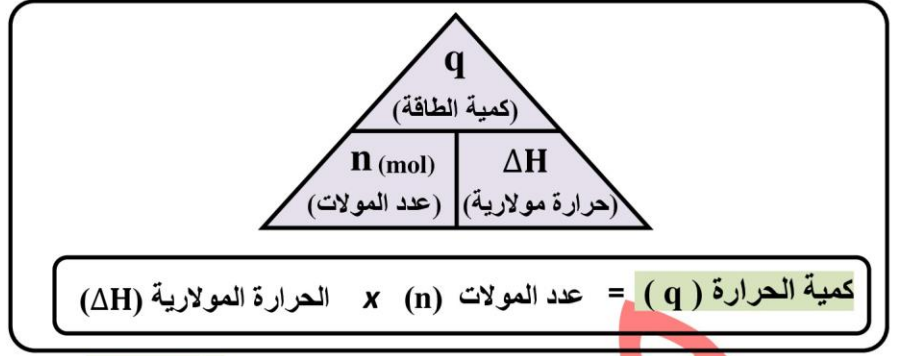 q
(كمية الطاقة)
n (mol) ΔH
(عدد المولات) (حرارة مولارية)
كمية الحرارة ( q ) = عدد المولات (n) x الحرارة المولارية (ΔH)